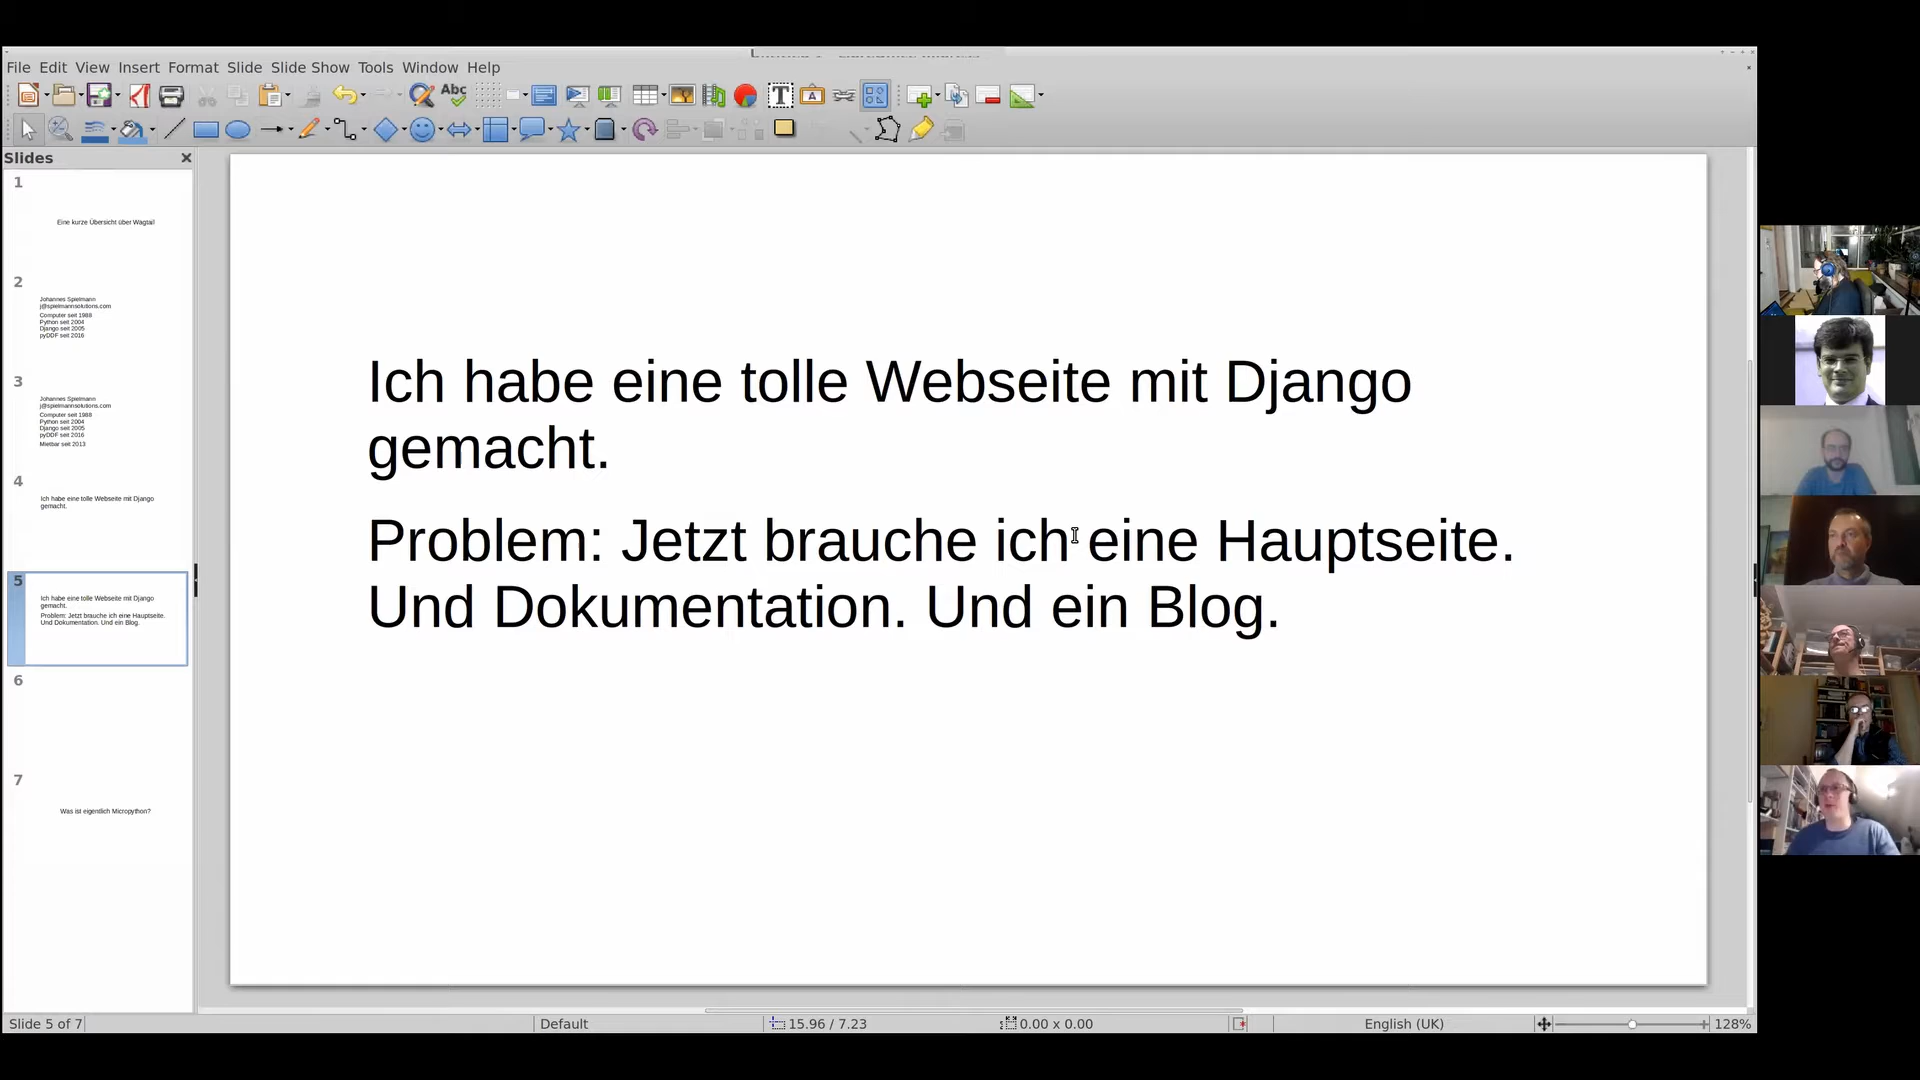 File Edit View Insert Format Slide Slide Show Tools Window Help
Abc
T
A
Slides
1
Eine kurze Übersicht über Wagtail
2
Johannes Spielmann
j@spielmannsolutions.com
Computer seit 1988
Python seit 2004
Django seit 2005
pyDDF seit 2016
3
Johannes Spielmann
j@spielmannsolutions.com
Computer seit 1988
Python seit 2004
Django seit 2005
pyDDF seit 2016
Mietbar seit 2013
4
Ich habe eine tolle Webseite mit Django
gemacht.
5
Ich habe eine tolle Webseite mit Django
gemacht.
Problem: Jetzt brauche ich eine Hauptseite.
Und Dokumentation. Und ein Blog.
6
7
Was ist eigentlich Micropython?
Ich habe eine tolle Webseite mit Django
gemacht.
Problem: Jetzt brauche ich eine Hauptseite.
Und Dokumentation. Und ein Blog.
Slide 5 of 7
Default
15.96 / 7.23
0.00 x 0.00
English (UK)
128%